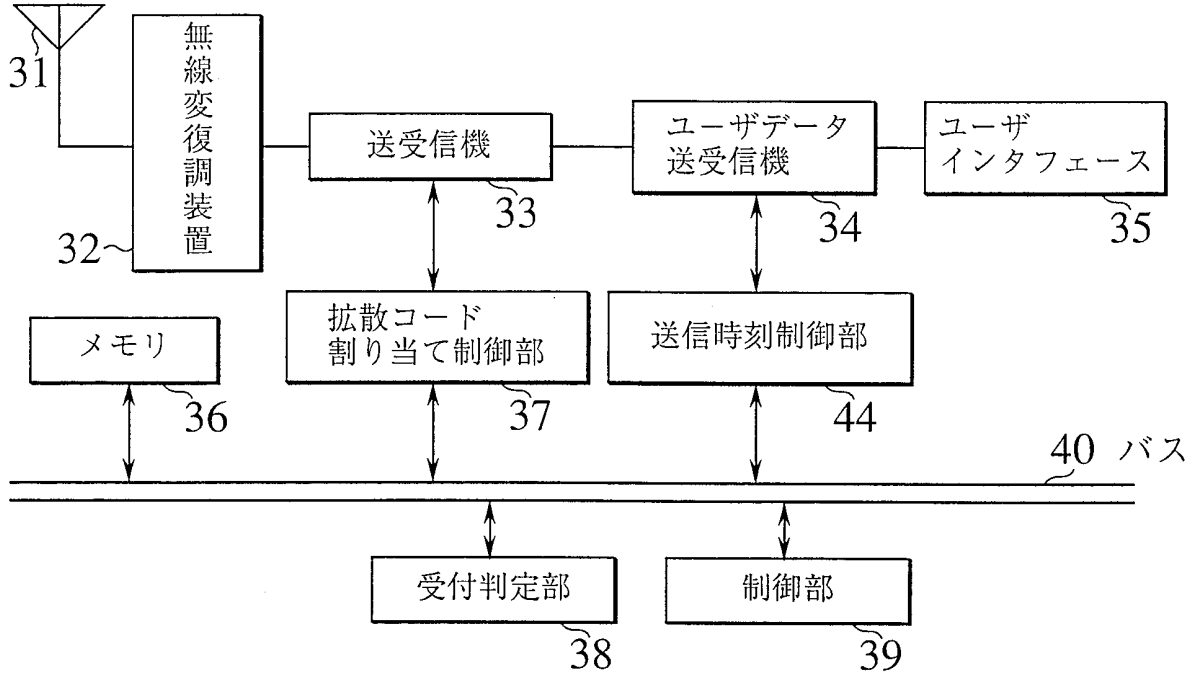 31
無線変復調装置
32
送受信機
33
ユーザデータ
送受信機
34
ユーザ
インタフェース
35
メモリ
36
拡散コード
割り当て制御部
37
送信時刻制御部
44
40 バス
受付判定部
38
制御部
39